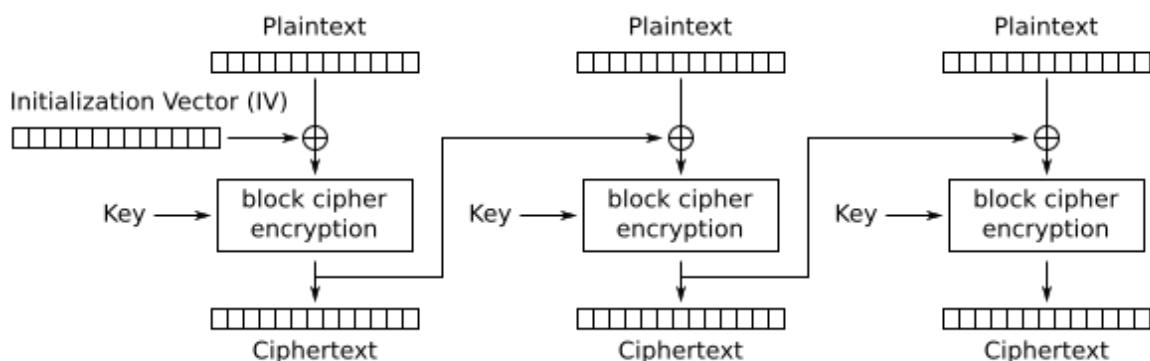 Plaintext
Plaintext
Plaintext
Initialization Vector (IV)
Key
block cipher
encryption
Key
block cipher
encryption
Key
block cipher
encryption
Ciphertext
Ciphertext
Ciphertext